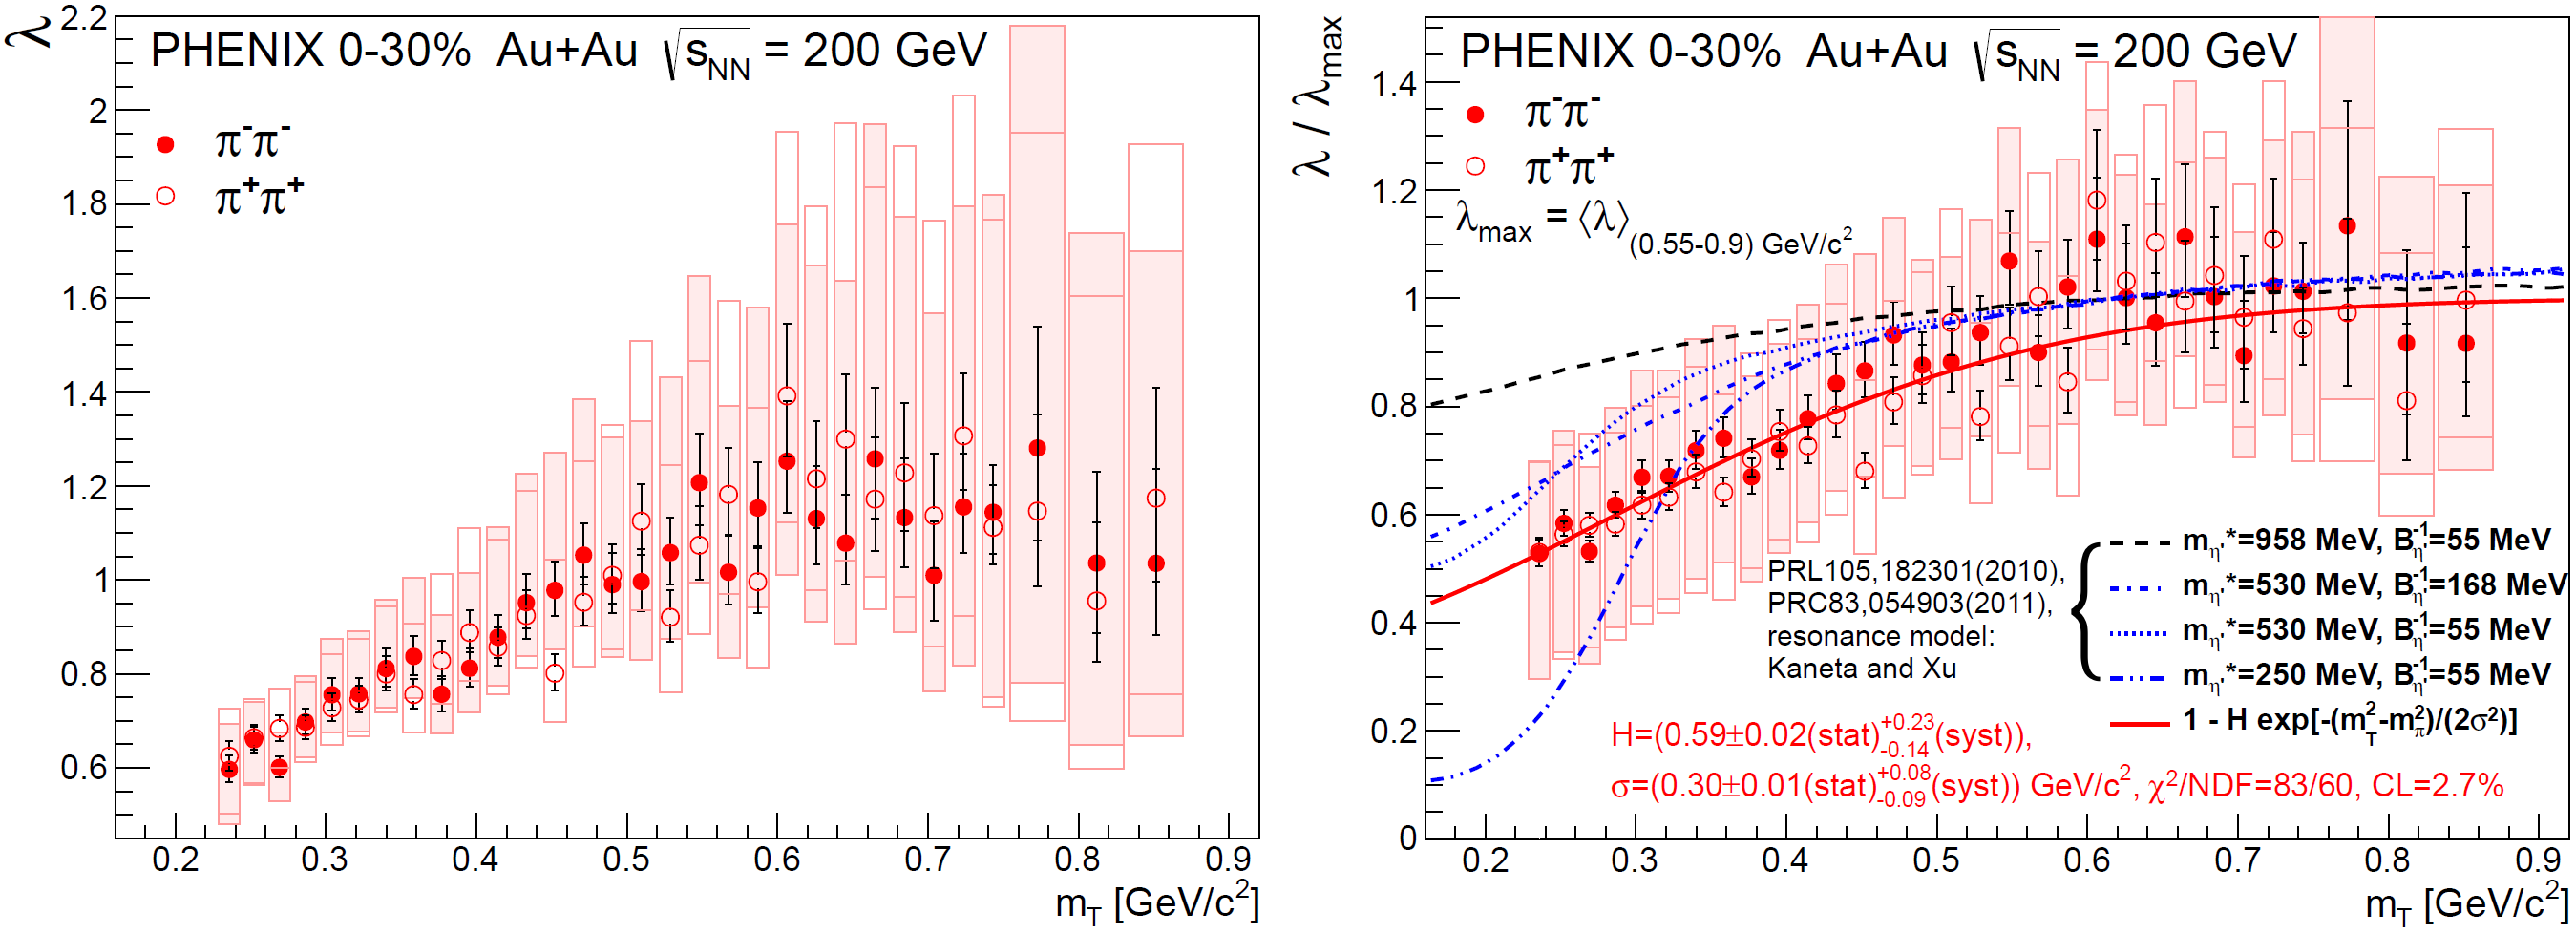 λ
2.2
2
1.8
1.6
1.4
1.2
1
0.8
0.6
PHENIX 0-30% Au+Au √sNN = 200 GeV
π-π-
π+π+
0.2 0.3 0.4 0.5 0.6 0.7 0.8 0.9
mT [GeV/c2]
λ / λmax
1.4
1.2
1
0.8
0.6
0.4
0.2
0
PHENIX 0-30% Au+Au √sNN = 200 GeV
π-π-
π+π+
λmax = ⟨λ⟩(0.55-0.9) GeV/c2
PRL105,182301(2010),
PRC83,054903(2011),
resonance model:
Kaneta and Xu
mη'*=958 MeV, Bη'-1=55 MeV
mη'*=530 MeV, Bη'-1=168 MeV
mη'*=530 MeV, Bη'-1=55 MeV
mη'*=250 MeV, Bη'-1=55 MeV
1 - H exp[-(mT2-mπ2)/(2σ2)]
H=(0.59±0.02(stat)+0.23-0.14(syst)),
σ=(0.30±0.01(stat)+0.08-0.09(syst)) GeV/c2, χ2/NDF=83/60, CL=2.7%
0.2 0.3 0.4 0.5 0.6 0.7 0.8 0.9
mT [GeV/c2]